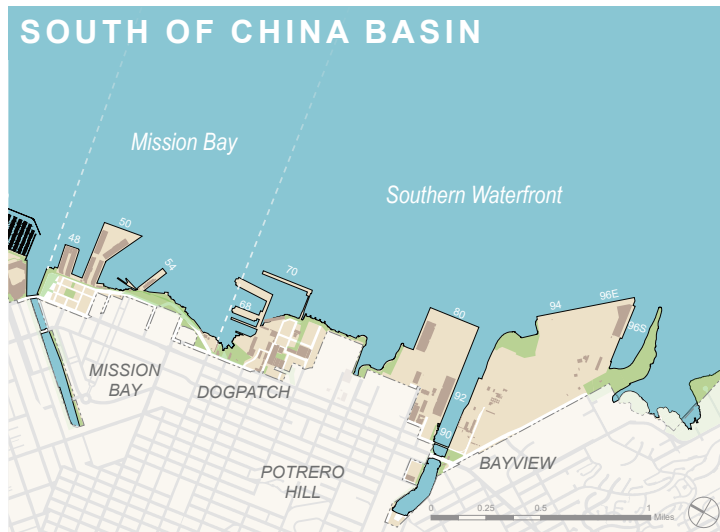 SOUTH OF CHINA BASIN
Mission Bay
Southern Waterfront
48
50
54
68
70
80
94
96E
96S
92
90
MISSION
BAY
DOGPATCH
POTRERO
HILL
BAYVIEW
0
0.25
0.5
1
Miles